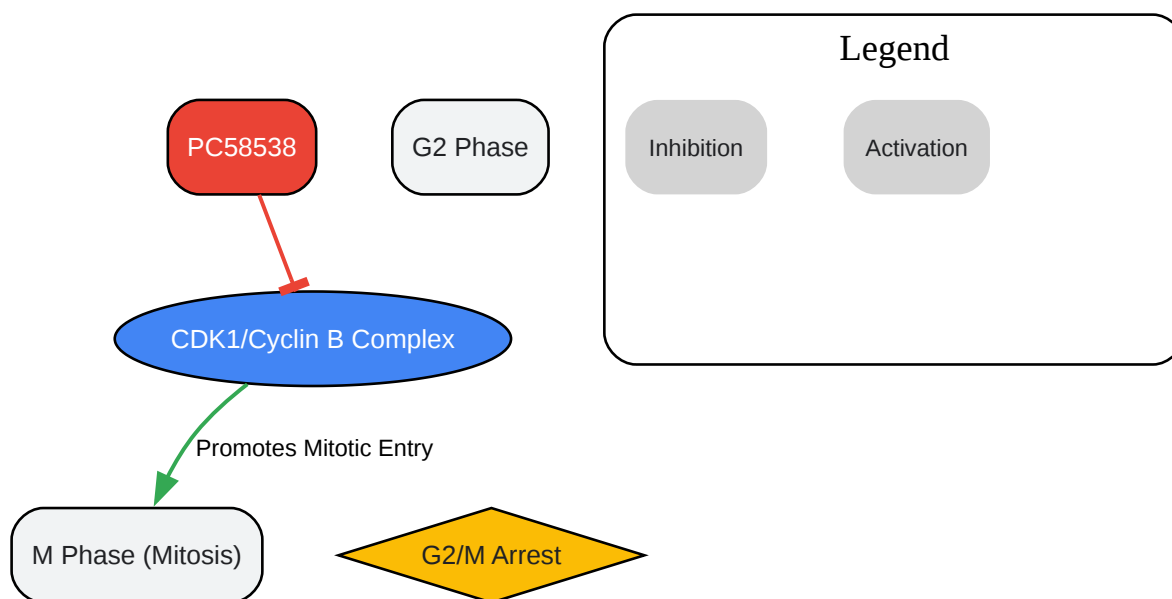 Legend
PC58538
G2 Phase
Inhibition
Activation
CDK1/Cyclin B Complex
Promotes Mitotic Entry
M Phase (Mitosis)
G2/M Arrest